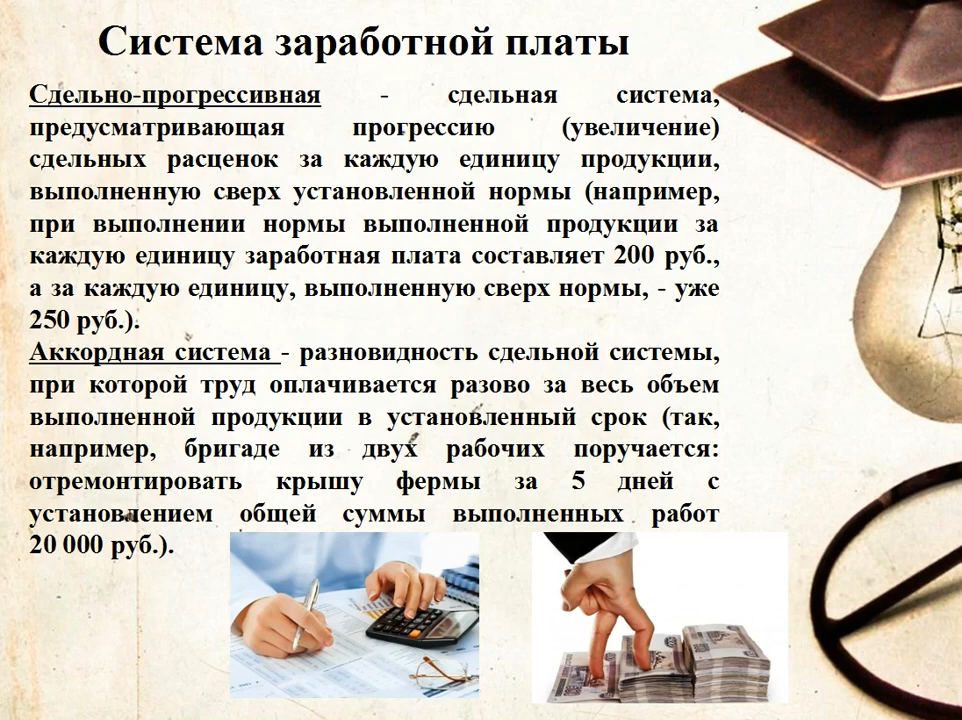 Система заработной платы
Сдельно-прогрессивная - сдельная система,
предусматривающая прогрессию (увеличение)
сдельных расценок за каждую единицу продукции,
выполненную сверх установленной нормы (например,
при выполнении нормы выполненной продукции за
каждую единицу заработная плата составляет 200 руб.,
а за каждую единицу, выполненную сверх нормы, - уже
250 руб.).
Аккордная система - разновидность сдельной системы,
при которой труд оплачивается разово за весь объем
выполненной продукции в установленный срок (так,
например, бригаде из двух рабочих поручается:
отремонтировать крышу фермы за 5 дней с
установлением общей суммы выполненных работ
20 000 руб.).